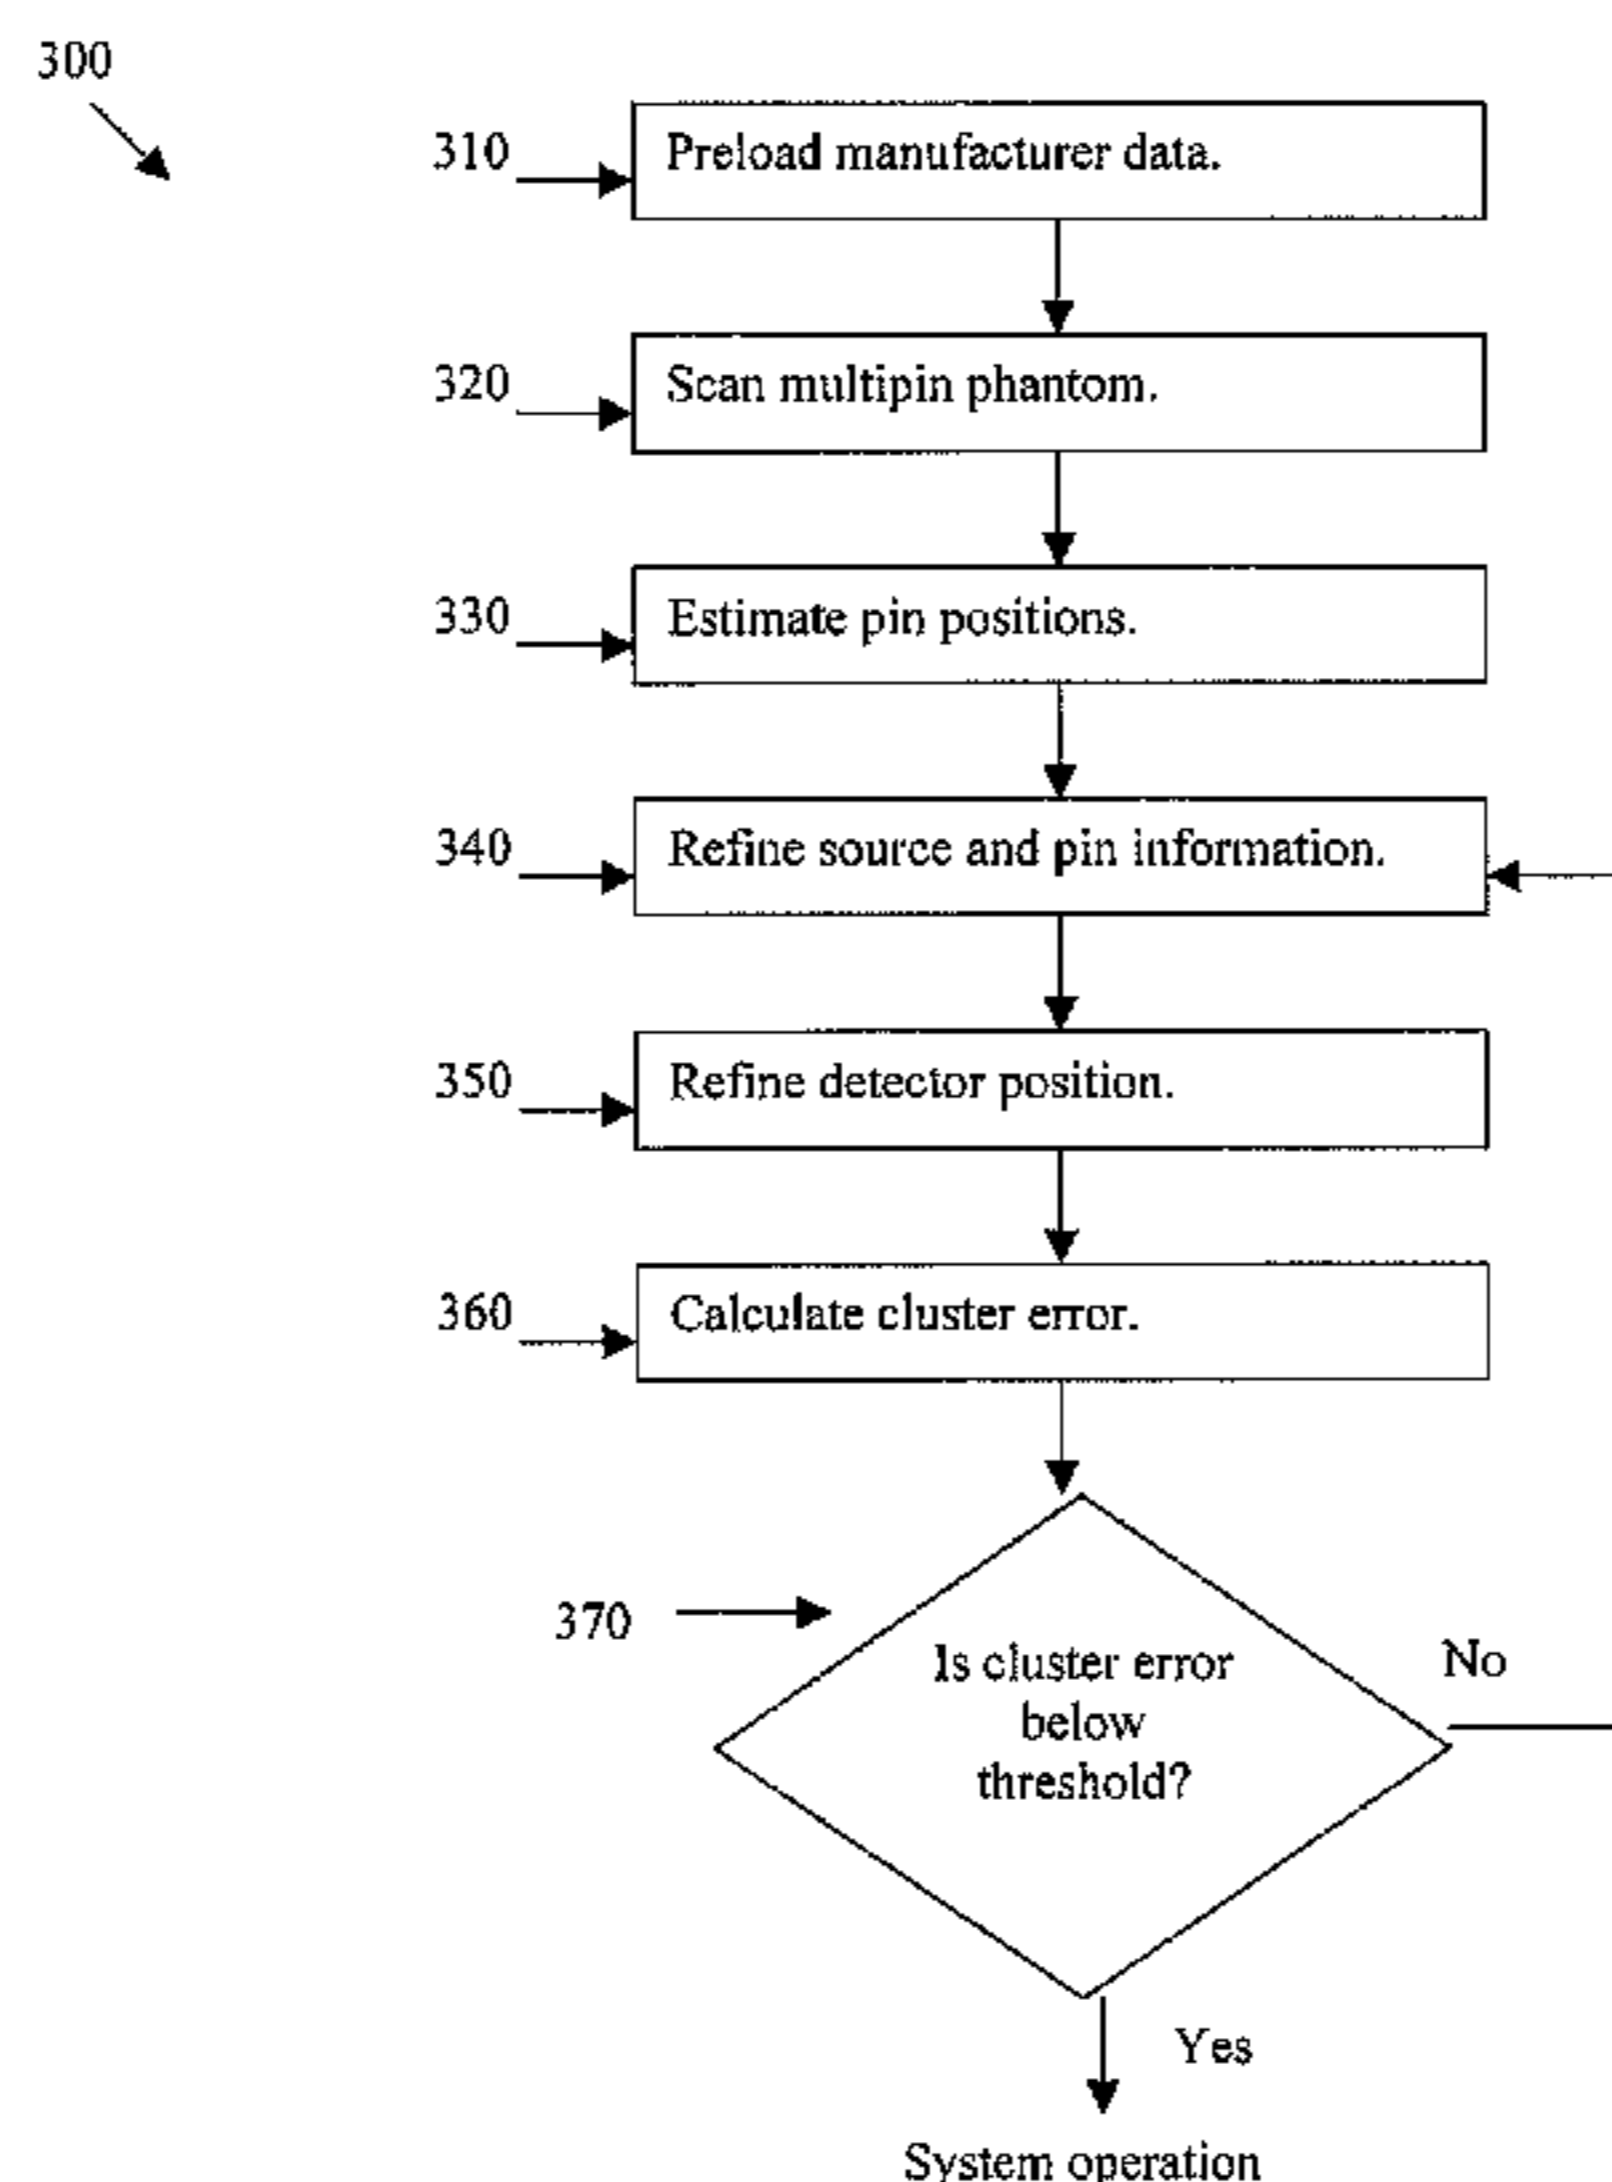 300
310
Preload manufacturer data.
320
Scan multipin phantom.
330
Estimate pin positions.
340
Refine source and pin information.
350
Refine detector position.
360
Calculate cluster error.
370
Is cluster error
below
threshold?
No
Yes
System operation